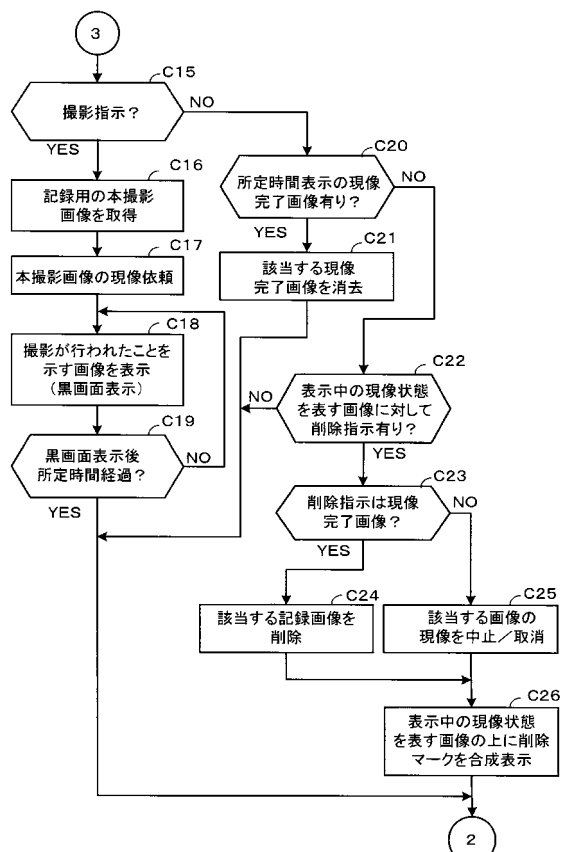 3
C15
撮影指示？
NO
YES
C16
記録用の本撮影
画像を取得
C17
本撮影画像の現像依頼
C18
撮影が行われたことを
示す画像を表示
（黒画面表示）
C19
黒画面表示後
所定時間経過？
NO
YES
C20
所定時間表示の現像
完了画像有り？
NO
YES
C21
該当する現像
完了画像を消去
C22
表示中の現像状態
を表す画像に対して
削除指示有り？
NO
YES
C23
削除指示は現像
完了画像？
NO
YES
C24
該当する記録画像を
削除
C25
該当する画像の
現像を中止／取消
C26
表示中の現像状態
を表す画像の上に削除
マークを合成表示
2